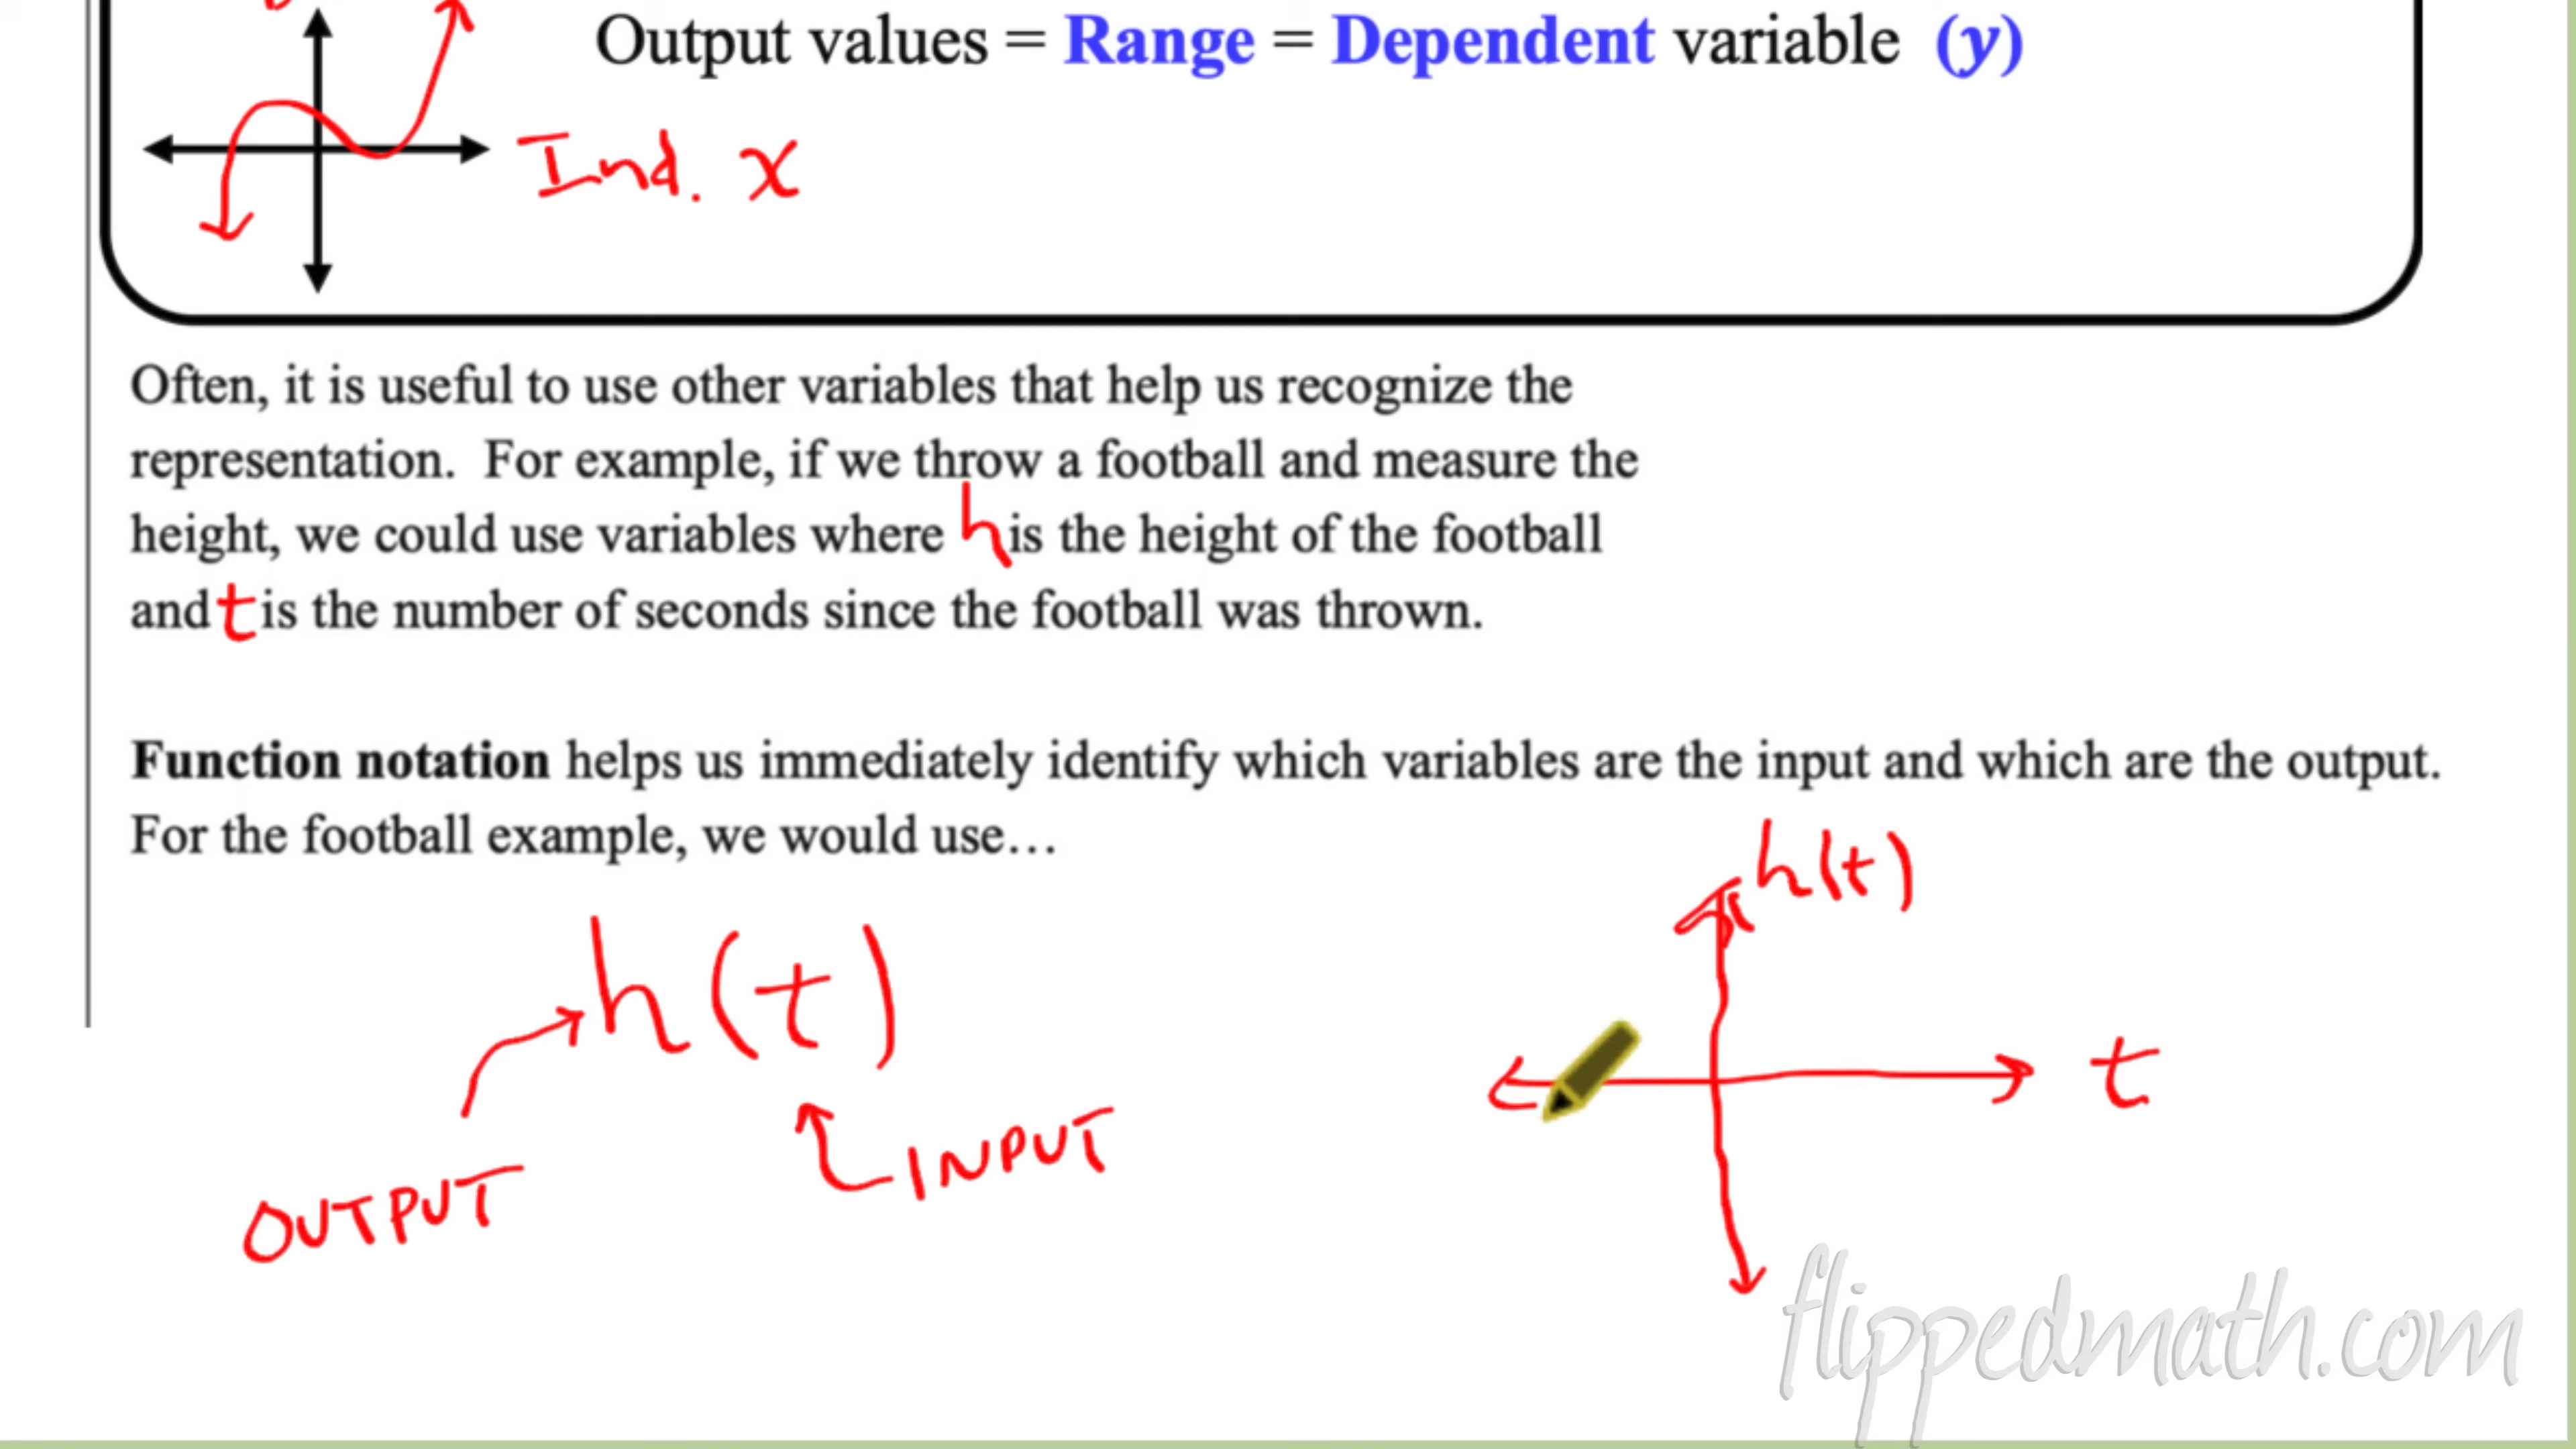 Output values = Range = Dependent variable (y)
Ind. x
Often, it is useful to use other variables that help us recognize the
representation. For example, if we throw a football and measure the
height, we could use variables where h is the height of the football
and t is the number of seconds since the football was thrown.
Function notation helps us immediately identify which variables are the input and which are the output.
For the football example, we would use…
h(t)
h(t)
t
INPUT
OUTPUT
flippedmath.com